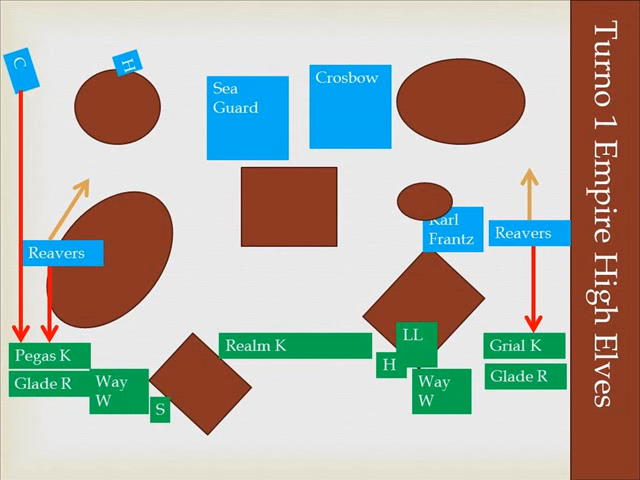 Turno 1 Empire High Elves
C
H
Sea
Guard
Crosbow
Karl
Frantz
Reavers
Reavers
Pegas K
Glade R
Way
W
S
Realm K
LL
H
Way
W
Grial K
Glade R